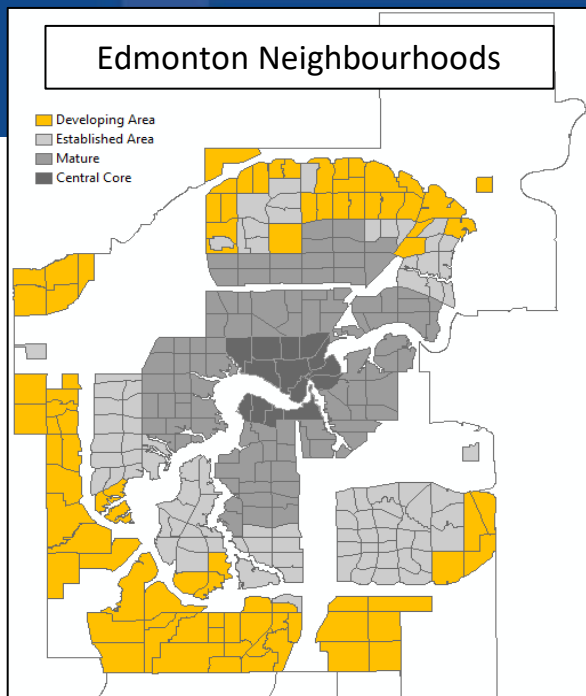 Edmonton Neighbourhoods
Developing Area
Established Area
Mature
Central Core